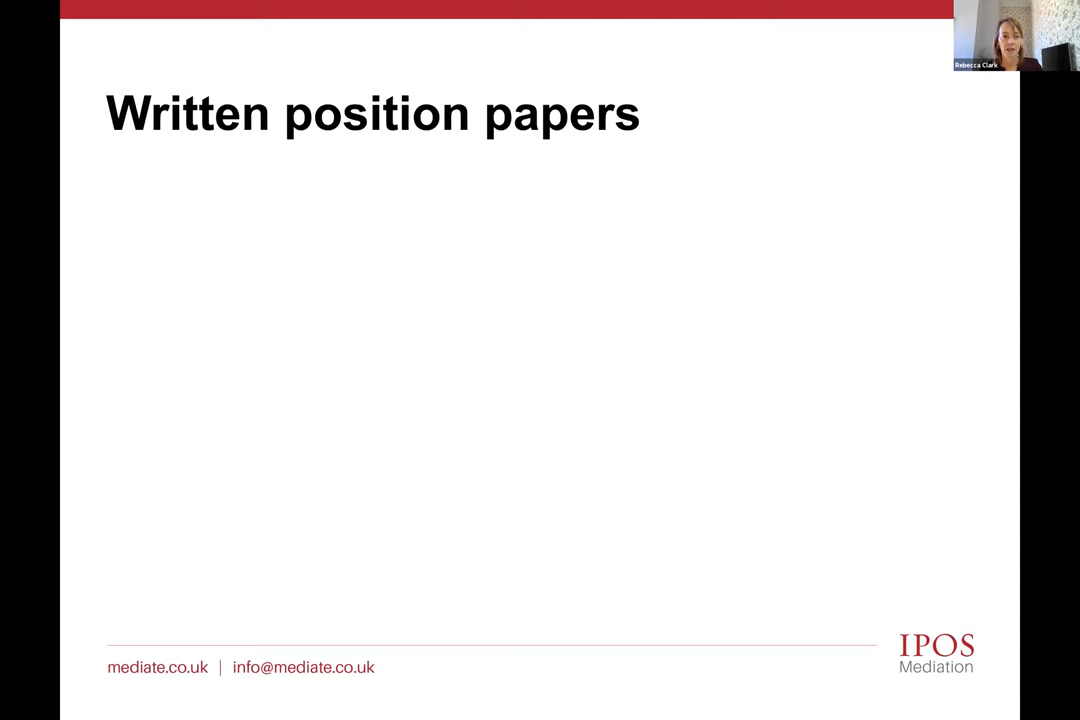 Rebecca Clark
Written position papers
mediate.co.uk | info@mediate.co.uk
IPOS
Mediation